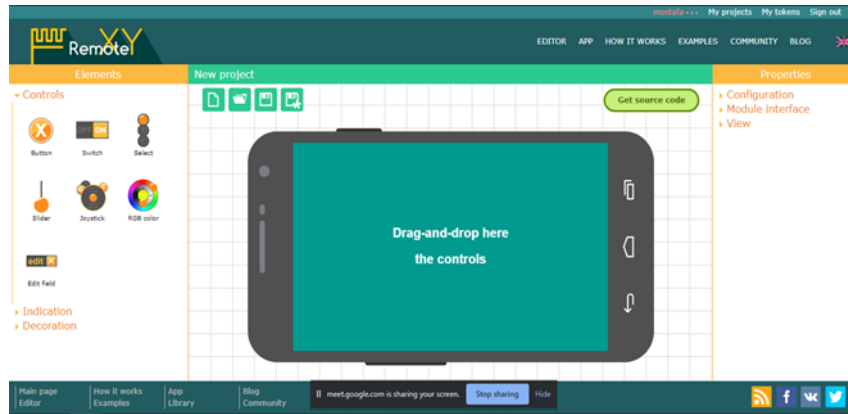 mostafa... My projects My tokens Sign out
RemoteXY
EDITOR APP HOW IT WORKS EXAMPLES COMMUNITY BLOG
Elements New project Properties
Controls
Get source code
Configuration
Module interface
View
OFF ON
Button Switch Select
Slider Joystick RGB color
Drag-and-drop here
the controls
edit
Edit field
Indication
Decoration
Main page How it works App Blog
Editor Examples Library Community
meet.google.com is sharing your screen. Stop sharing Hide